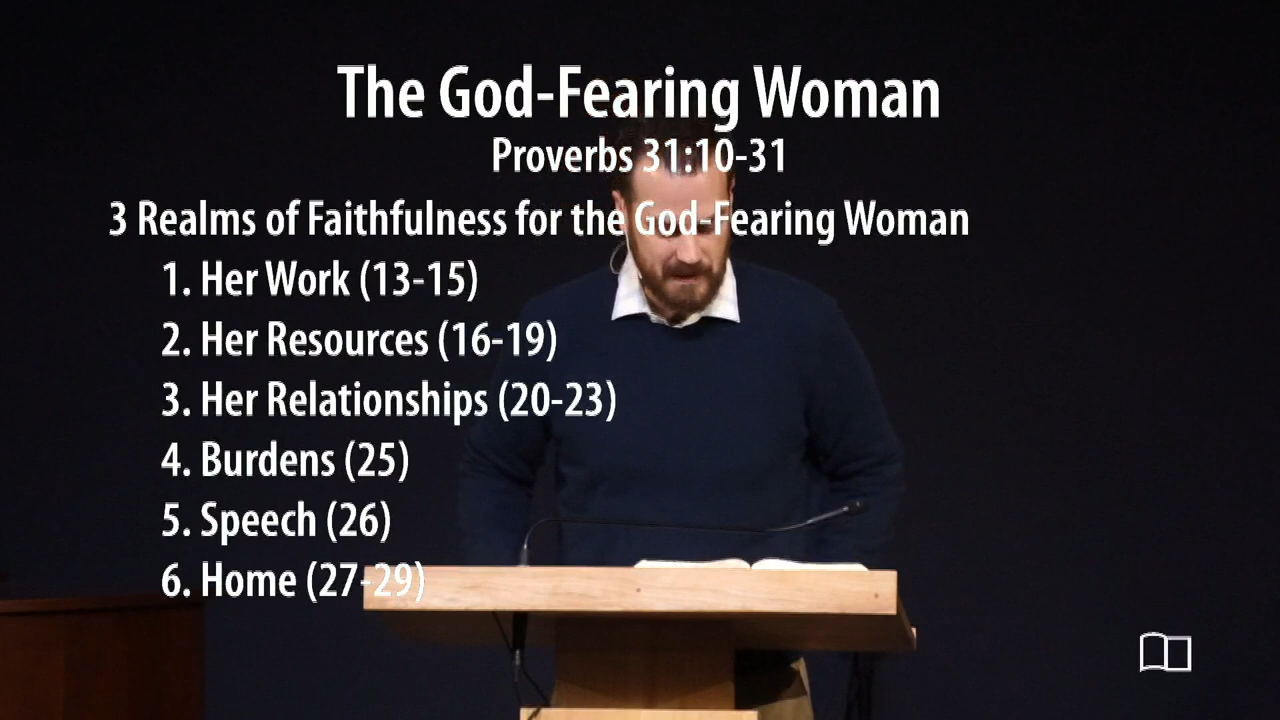 The God-Fearing Woman
Proverbs 31:10-31
3 Realms of Faithfulness for the God-Fearing Woman
1. Her Work (13-15)
2. Her Resources (16-19)
3. Her Relationships (20-23)
4. Burdens (25)
5. Speech (26)
6. Home (27-29)